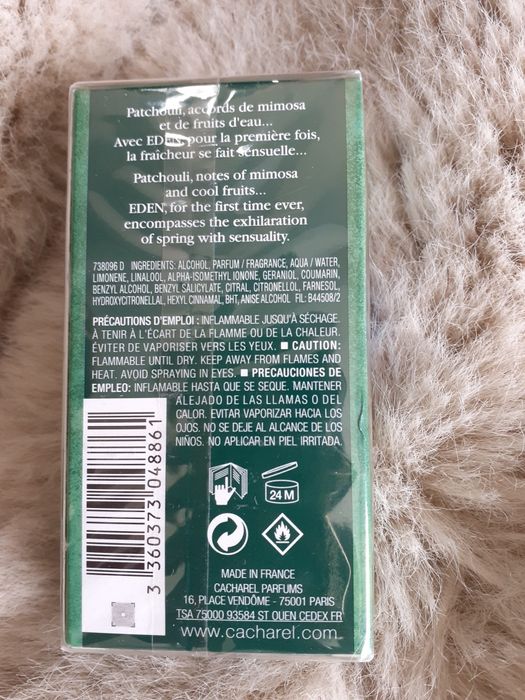 Patchouli, accords de mimosa
et de fruits d'eau...
Avec EDEN, pour la première fois,
la fraîcheur se fait sensuelle...
Patchouli, notes of mimosa
and cool fruits...
EDEN, for the first time ever,
encompasses the exhilaration
of spring with sensuality.
738096 D INGREDIENTS: ALCOHOL, PARFUM / FRAGRANCE, AQUA / WATER,
LIMONENE, LINALOOL, ALPHA-ISOMETHYL IONONE, GERANIOL, COUMARIN,
BENZYL ALCOHOL, BENZYL SALICYLATE, CITRAL, CITRONELLOL, FARNESOL,
HYDROXYCITRONELLAL, HEXYL CINNAMAL, BHT, ANISE ALCOHOL FIL: B44508/2
PRÉCAUTIONS D'EMPLOI : INFLAMMABLE JUSQU'À SÉCHAGE.
À TENIR À L'ÉCART DE LA FLAMME OU DE LA CHALEUR.
ÉVITER DE VAPORISER VERS LES YEUX. ■ CAUTION:
FLAMMABLE UNTIL DRY. KEEP AWAY FROM FLAMES AND
HEAT. AVOID SPRAYING IN EYES. ■ PRECAUCIONES DE
EMPLEO: INFLAMABLE HASTA QUE SE SEQUE. MANTENER
ALEJADO DE LAS LLAMAS O DEL
CALOR. EVITAR VAPORIZAR HACIA LOS
OJOS. NO SE DEJE AL ALCANCE DE LOS
NIÑOS. NO APLICAR EN PIEL IRRITADA.
3 360373 048861
24 M
MADE IN FRANCE
CACHAREL PARFUMS
16, PLACE VENDÔME - 75001 PARIS
TSA 75000 93584 ST OUEN CEDEX FR
www.cacharel.com